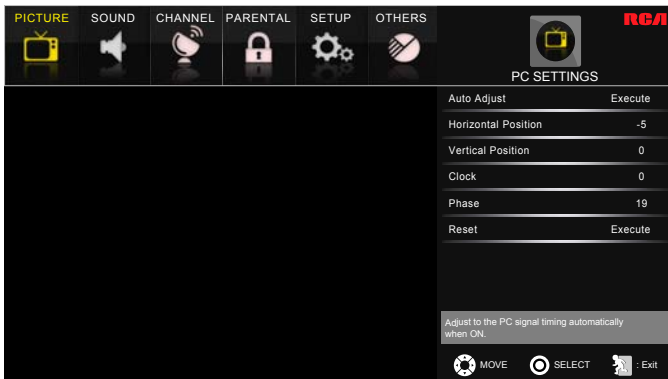 PICTURE SOUND CHANNEL PARENTAL SETUP OTHERS
RCA
PC SETTINGS
Auto Adjust Execute
Horizontal Position -5
Vertical Position 0
Clock 0
Phase 19
Reset Execute
Adjust to the PC signal timing automatically
when ON.
MOVE SELECT : Exit